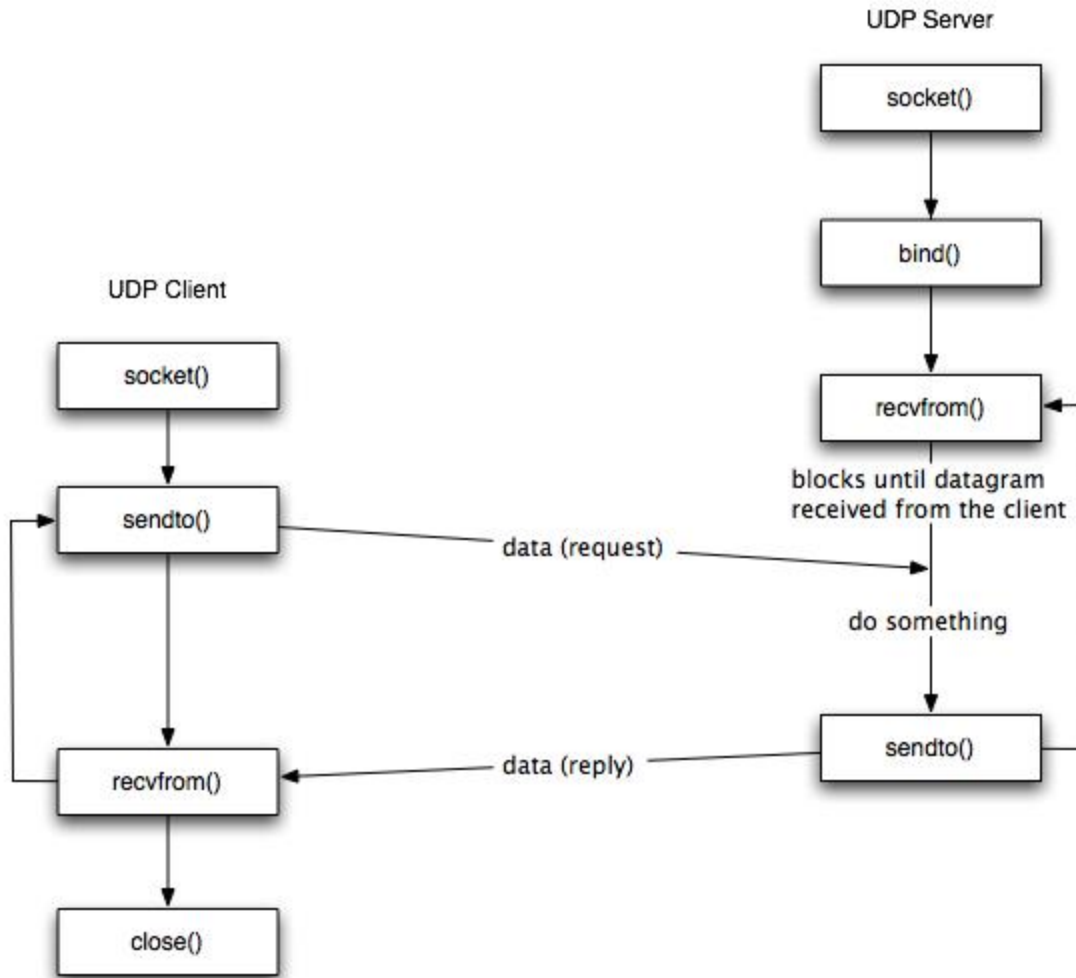 UDP Server
socket()
bind()
UDP Client
socket()
recvfrom()
blocks until datagram
received from the client
sendto()
data (request)
do something
sendto()
data (reply)
recvfrom()
close()